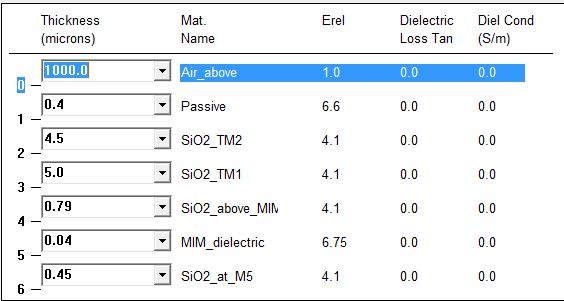 Thickness Mat. Erel Dielectric Diel Cond
(microns) Name Loss Tan (S/m)
1000.0 Air_above 1.0 0.0 0.0
0
0.4 Passive 6.6 0.0 0.0
1
4.5 SiO2_TM2 4.1 0.0 0.0
2
5.0 SiO2_TM1 4.1 0.0 0.0
3
0.79 SiO2_above_MIM 4.1 0.0 0.0
4
0.04 MIM_dielectric 6.75 0.0 0.0
5
0.45 SiO2_at_M5 4.1 0.0 0.0
6